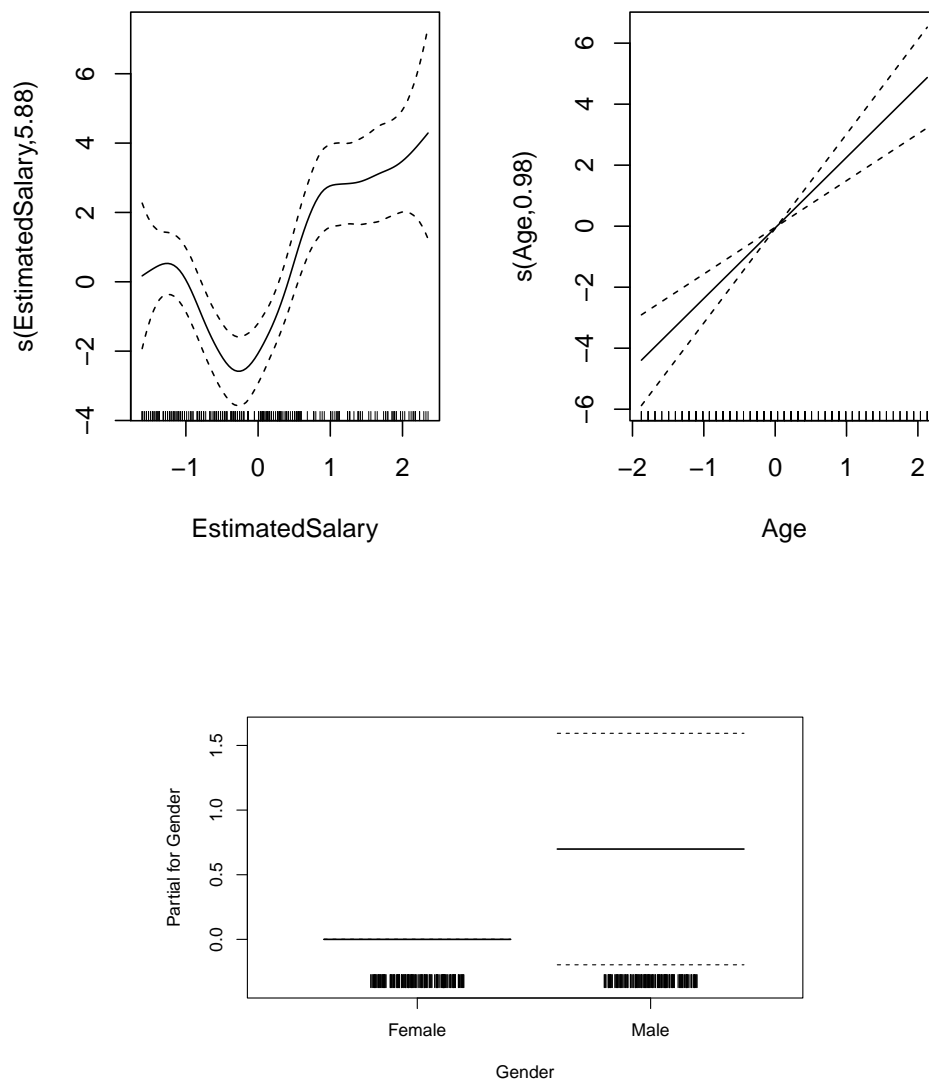 s(EstimatedSalary,5.88)
6
4
2
0
−2
−4
−1 0 1 2
EstimatedSalary
s(Age,0.98)
6
4
2
0
−2
−4
−6
−2 −1 0 1 2
Age
Partial for Gender
1.5
1.0
0.5
0.0
Female Male
Gender